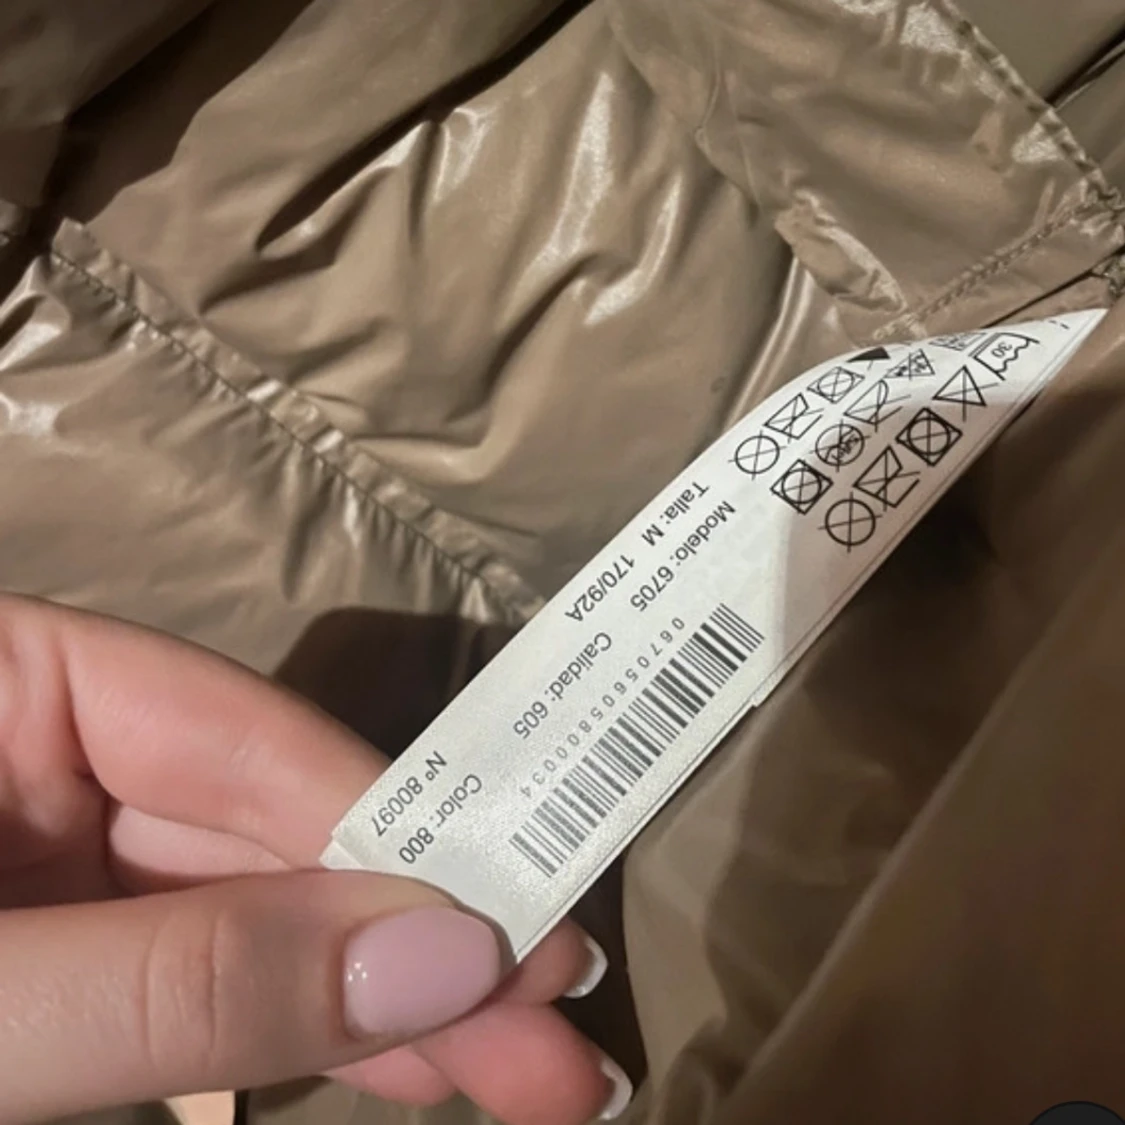 30
06705605800034
Modelo: 6705 Calidad: 605 Color: 800
Talla: M 170/92A Nº 80097